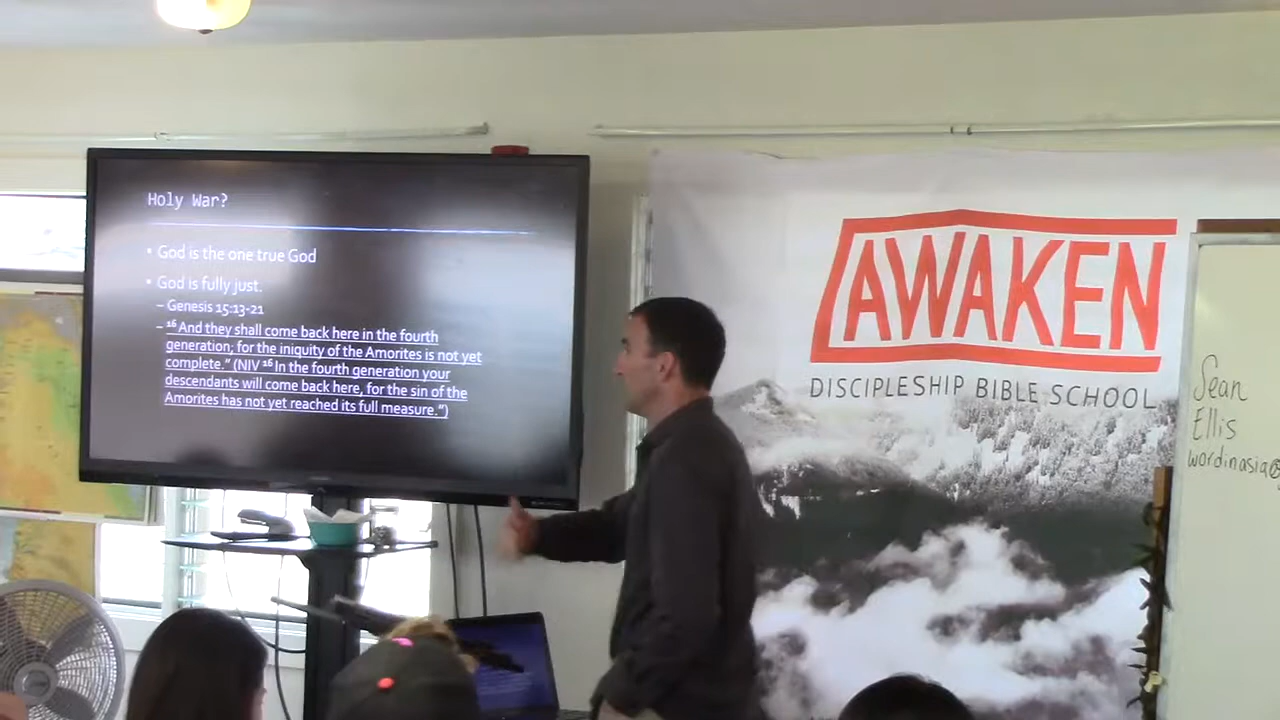 Holy War?
• God is the one true God
• God is fully just.
– Genesis 15:13-21
– 16 And they shall come back here in the fourth
generation, for the iniquity of the Amorites is not yet
complete.” (NIV 16 In the fourth generation your
descendants will come back here, for the sin of the
Amorites has not yet reached its full measure.”)
AWAKEN
DISCIPLESHIP BIBLE SCHOOL
Sean
Ellis
wordinasia@